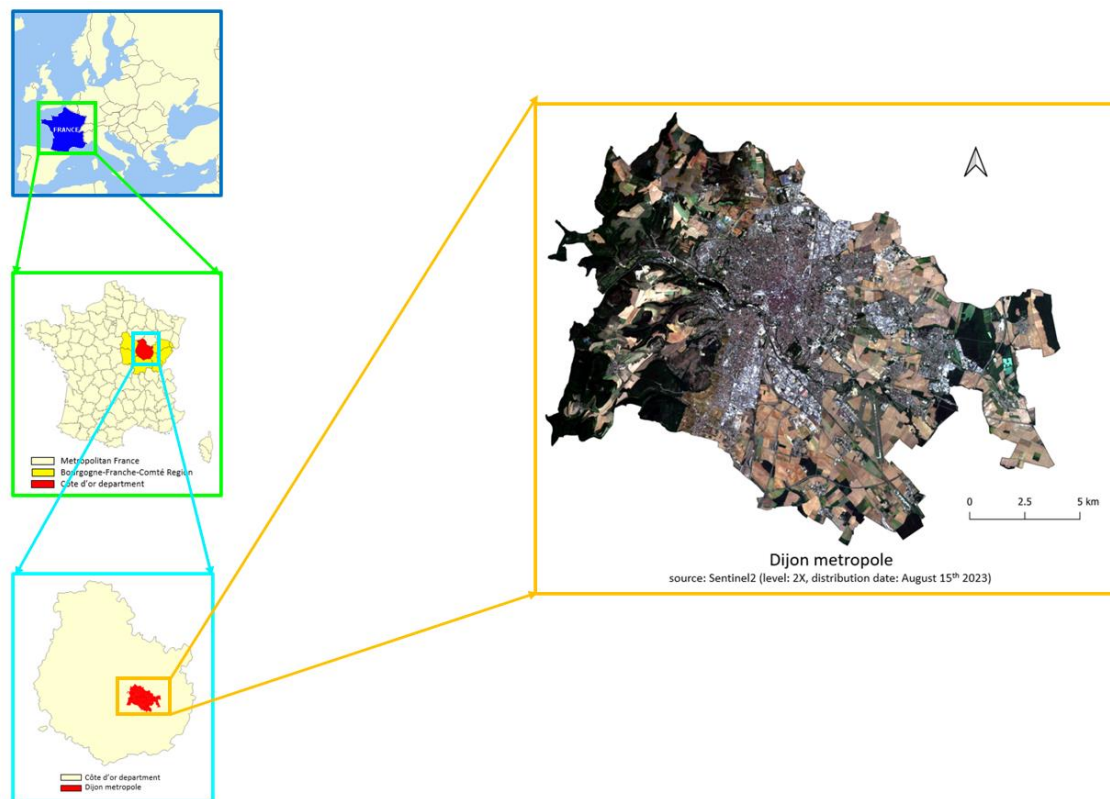 FRANCE
Metropolitan France
Bourgogne-Franche-Comté Region
Côte d'or department
Côte d'or department
Dijon metropole
0 2.5 5 km
Dijon metropole
source: Sentinel2 (level: 2X, distribution date: August 15th 2023)